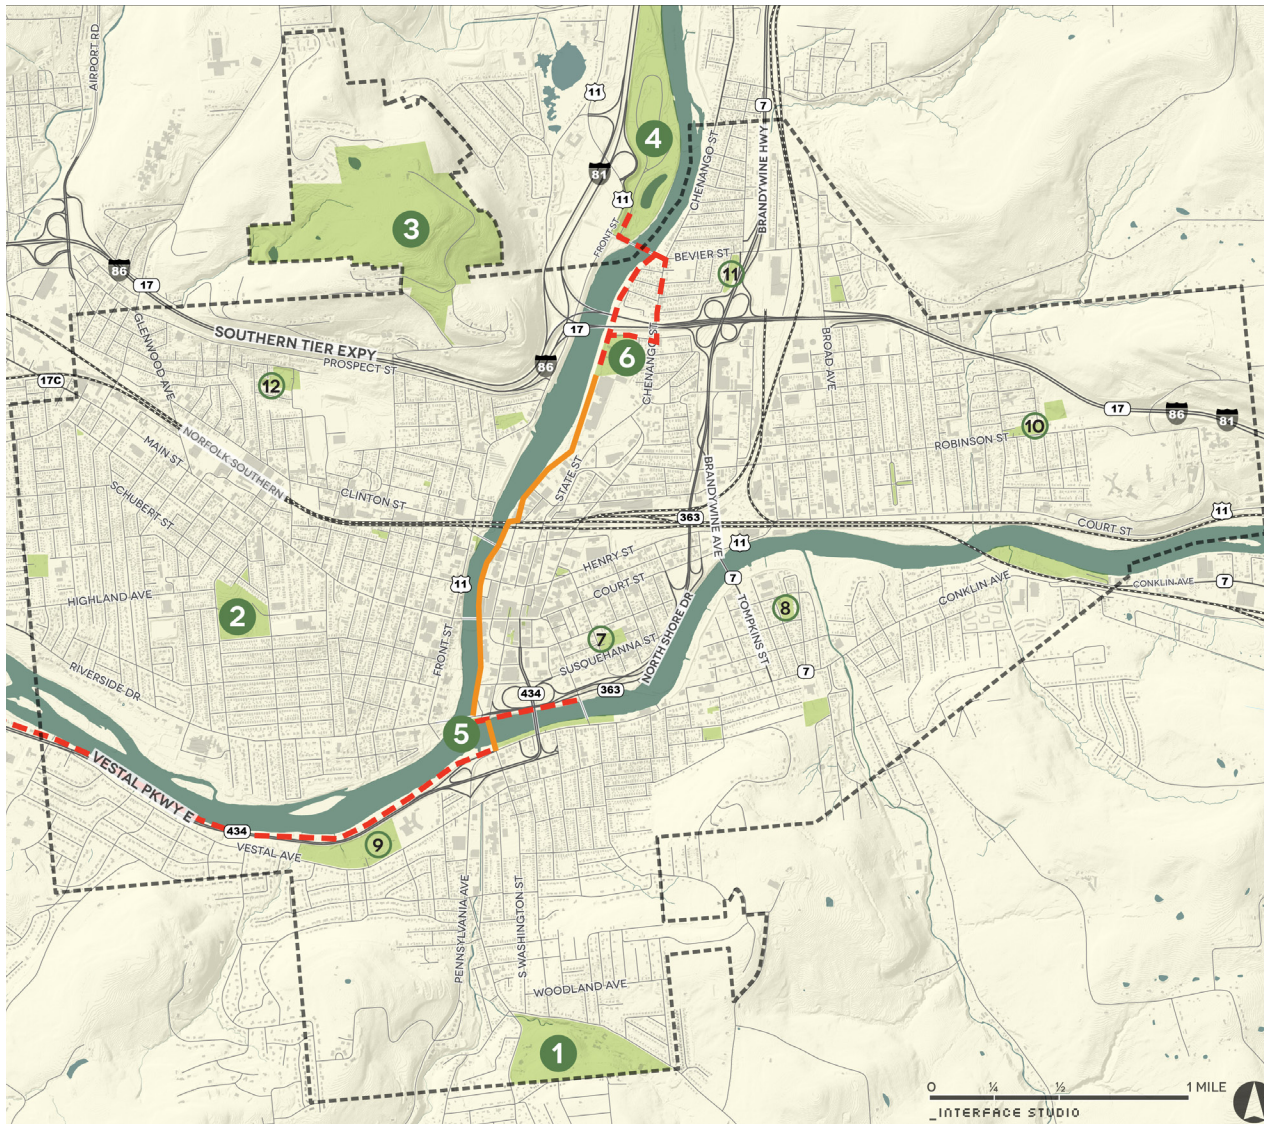 AIRPORT RD
11
4
7
CHENANGO ST
BRANDYWINE HWY
81
11
3
FRONT ST
BEVIER ST
11
86
17
GLENWOOD AVE
SOUTHERN TIER EXPY
PROSPECT ST
17
86
6
CHENANGO ST
BROAD AVE
17C
12
17
86
81
10
ROBINSON ST
MAIN ST
NORFOLK SOUTHERN
SCHUBERT ST
CLINTON ST
STATE ST
BRANDYWINE AVE
363
11
COURT ST
11
HENRY ST
COURT ST
7
11
HIGHLAND AVE
2
FRONT ST
CONKLIN AVE
CONKLIN AVE
7
8
TOMPKINS ST
7
SUSQUEHANNA ST
NORTH SHORE DR
7
RIVERSIDE DR
434
363
5
VESTAL PKWY E
434
VESTAL AVE
9
PENNSYLVANIA AVE
S WASHINGTON ST
WOODLAND AVE
1
0 ¼ ½ 1 MILE
_INTERFACE STUDIO